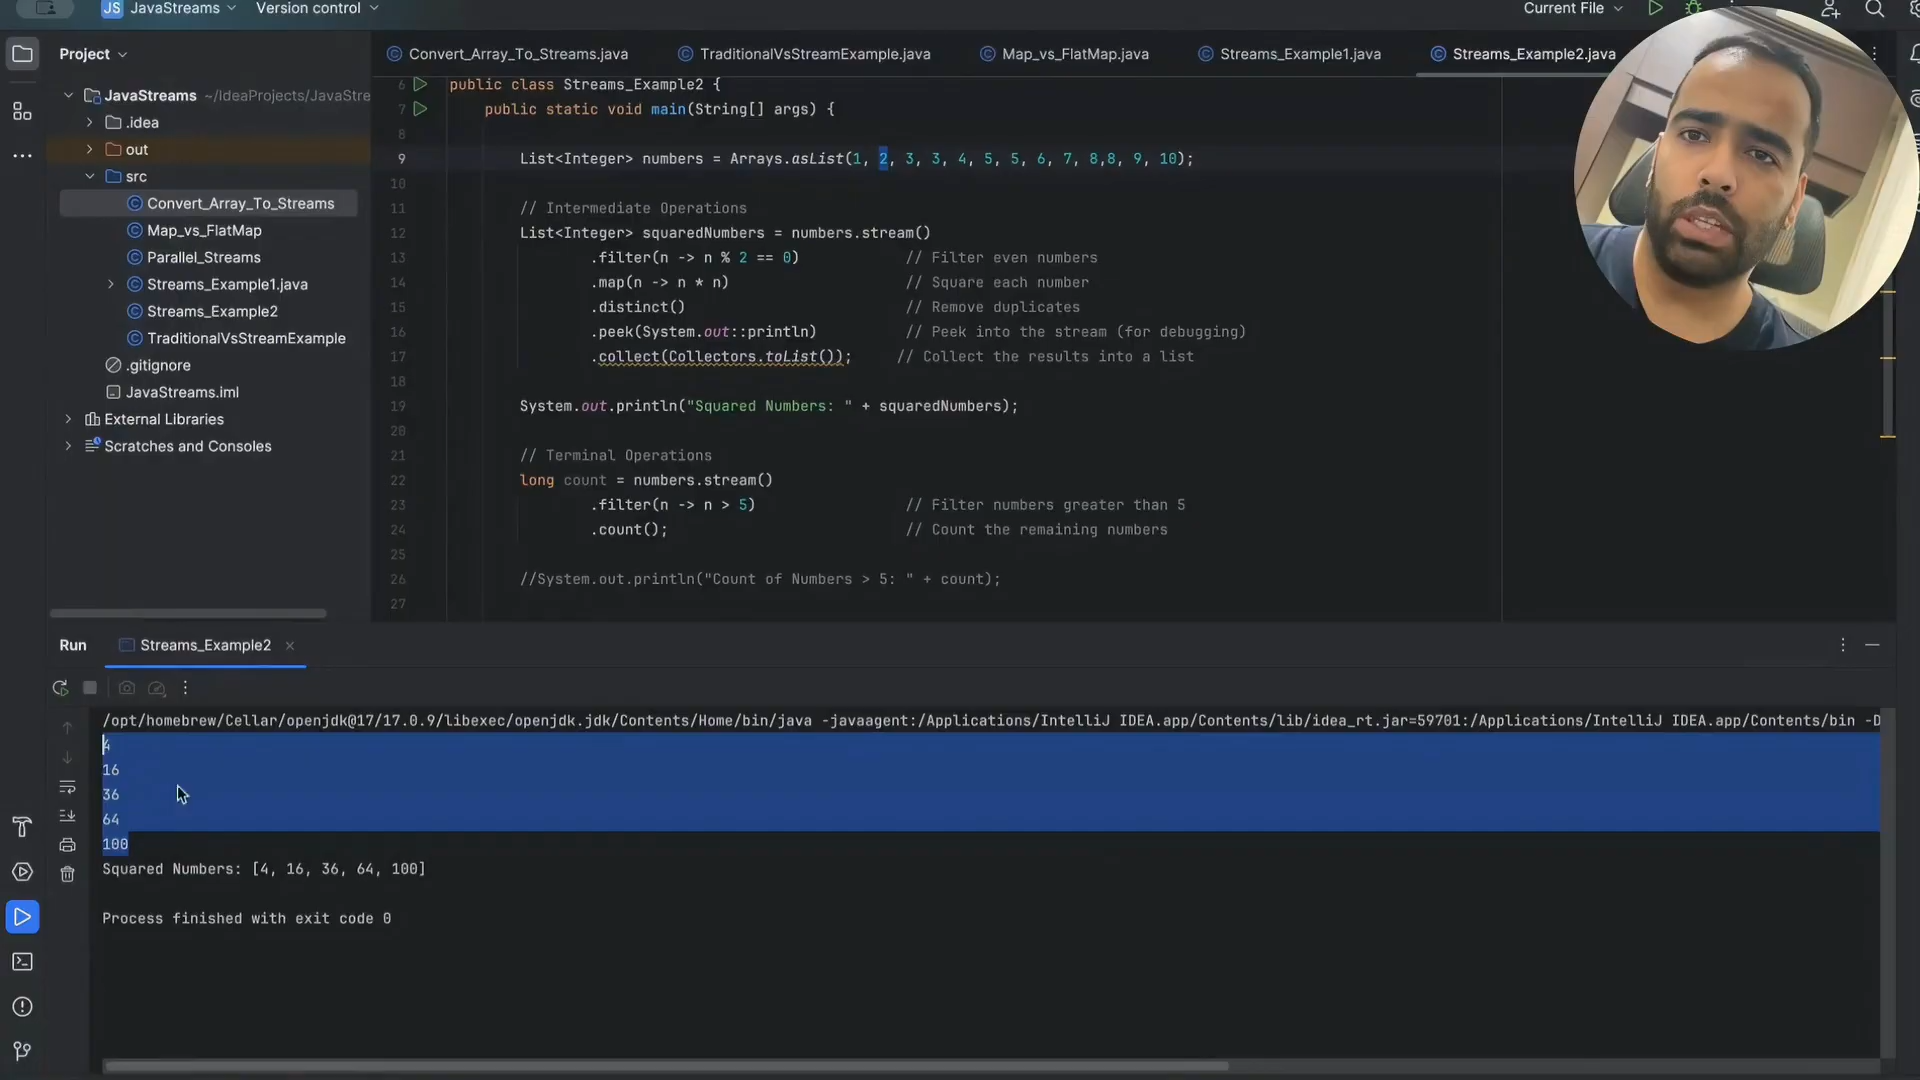 JS JavaStreams Version control Current File
Project
Convert_Array_To_Streams.java TraditionalVsStreamExample.java Map_vs_FlatMap.java Streams_Example1.java Streams_Example2.java
JavaStreams ~/IdeaProjects/JavaStre
.idea
out
src
Convert_Array_To_Streams
Map_vs_FlatMap
Parallel_Streams
Streams_Example1.java
Streams_Example2
TraditionalVsStreamExample
.gitignore
JavaStreams.iml
External Libraries
Scratches and Consoles
6 public class Streams_Example2 {
7 public static void main(String[] args) {
8
9 List<Integer> numbers = Arrays.asList(1, 2, 3, 3, 4, 5, 5, 6, 7, 8,8, 9, 10);
10
11 // Intermediate Operations
12 List<Integer> squaredNumbers = numbers.stream()
13 .filter(n -> n % 2 == 0) // Filter even numbers
14 .map(n -> n * n) // Square each number
15 .distinct() // Remove duplicates
16 .peek(System.out::println) // Peek into the stream (for debugging)
17 .collect(Collectors.toList()); // Collect the results into a list
18
19 System.out.println("Squared Numbers: " + squaredNumbers);
20
21 // Terminal Operations
22 long count = numbers.stream()
23 .filter(n -> n > 5) // Filter numbers greater than 5
24 .count(); // Count the remaining numbers
25
26 //System.out.println("Count of Numbers > 5: " + count);
27
Run Streams_Example2
/opt/homebrew/Cellar/openjdk@17/17.0.9/libexec/openjdk.jdk/Contents/Home/bin/java -javaagent:/Applications/IntelliJ IDEA.app/Contents/lib/idea_rt.jar=59701:/Applications/IntelliJ IDEA.app/Contents/bin -D
4
16
36
64
100
Squared Numbers: [4, 16, 36, 64, 100]
Process finished with exit code 0